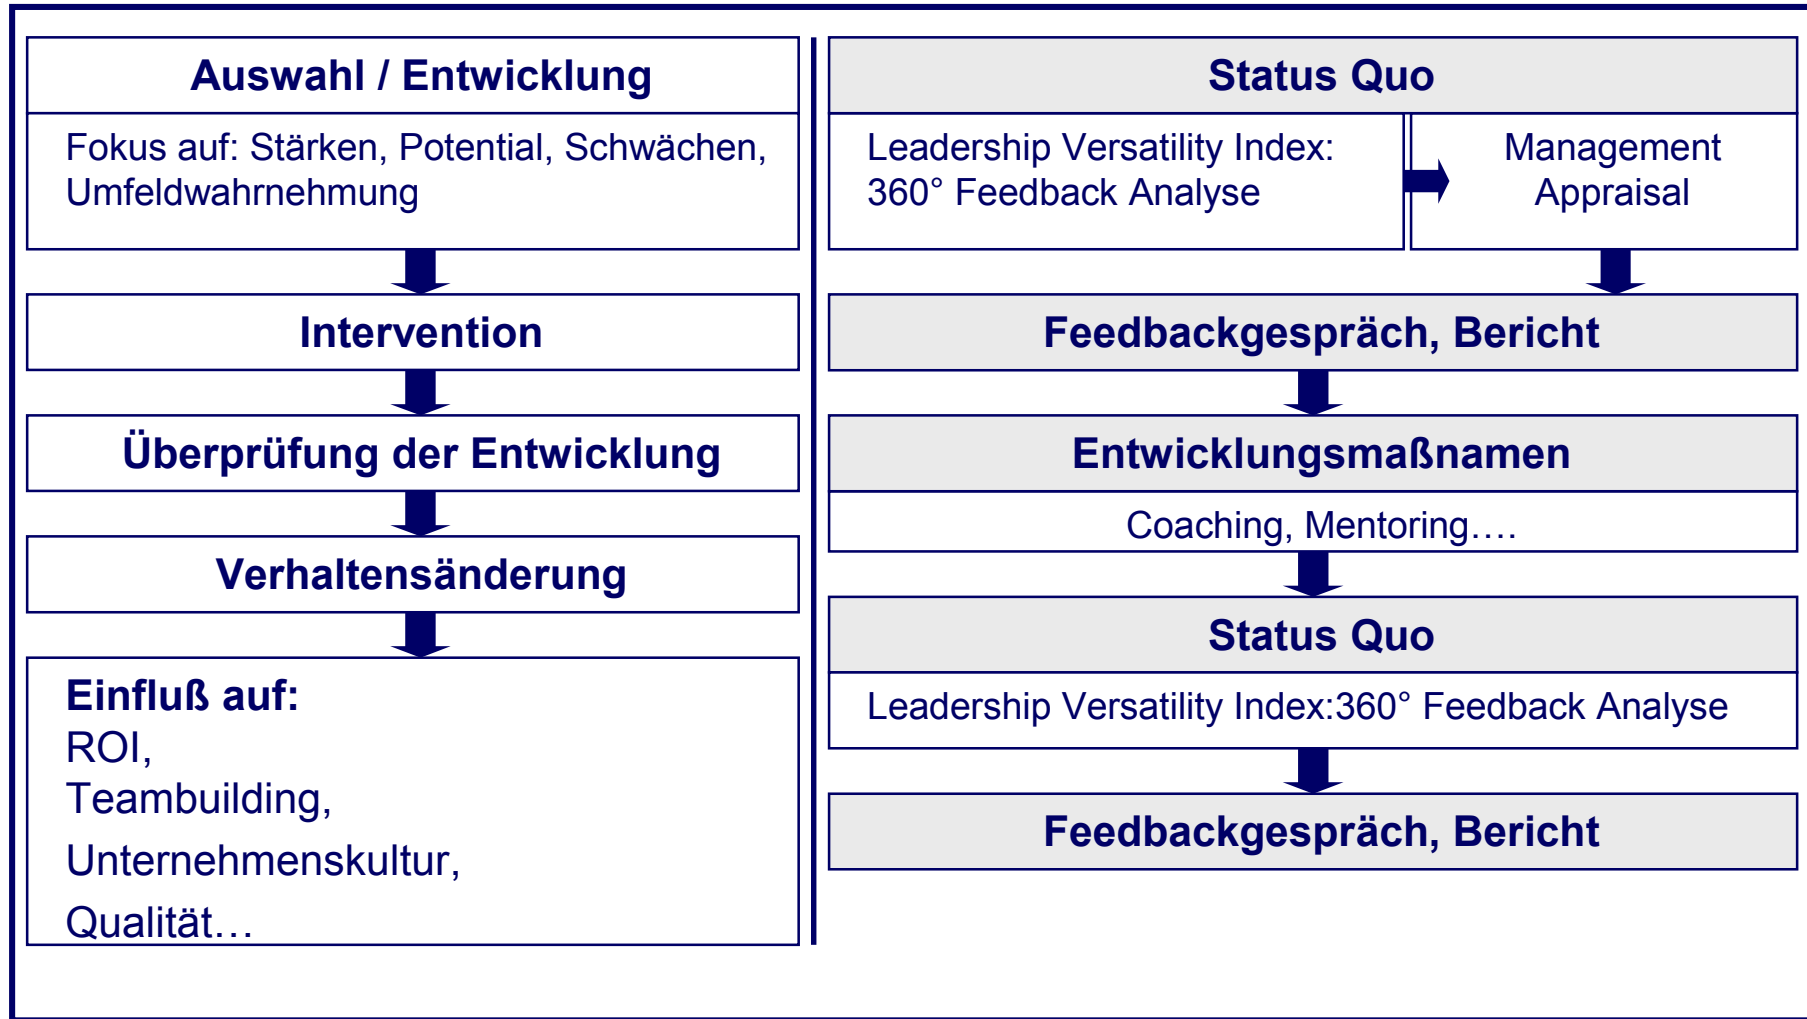 Auswahl / Entwicklung
Fokus auf: Stärken, Potential, Schwächen,
Umfeldwahrnehmung
Intervention
Überprüfung der Entwicklung
Verhaltensänderung
Einfluß auf:
ROI,
Teambuilding,
Unternehmenskultur,
Qualität…
Status Quo
Leadership Versatility Index:
360° Feedback Analyse
Management
Appraisal
Feedbackgespräch, Bericht
Entwicklungsmaßnamen
Coaching, Mentoring….
Status Quo
Leadership Versatility Index:360° Feedback Analyse
Feedbackgespräch, Bericht